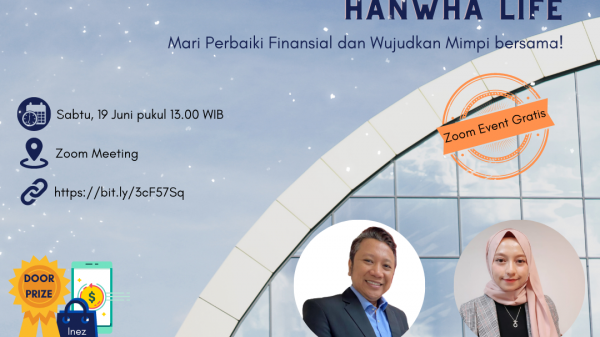 HANWHA LIFE
Mari Perbaiki Finansial dan Wujudkan Mimpi bersama!
Sabtu, 19 Juni pukul 13.00 WIB
Zoom Event Gratis
Zoom Meeting
https://bit.ly/3cF57Sq
DOOR
PRIZE
$
Inez